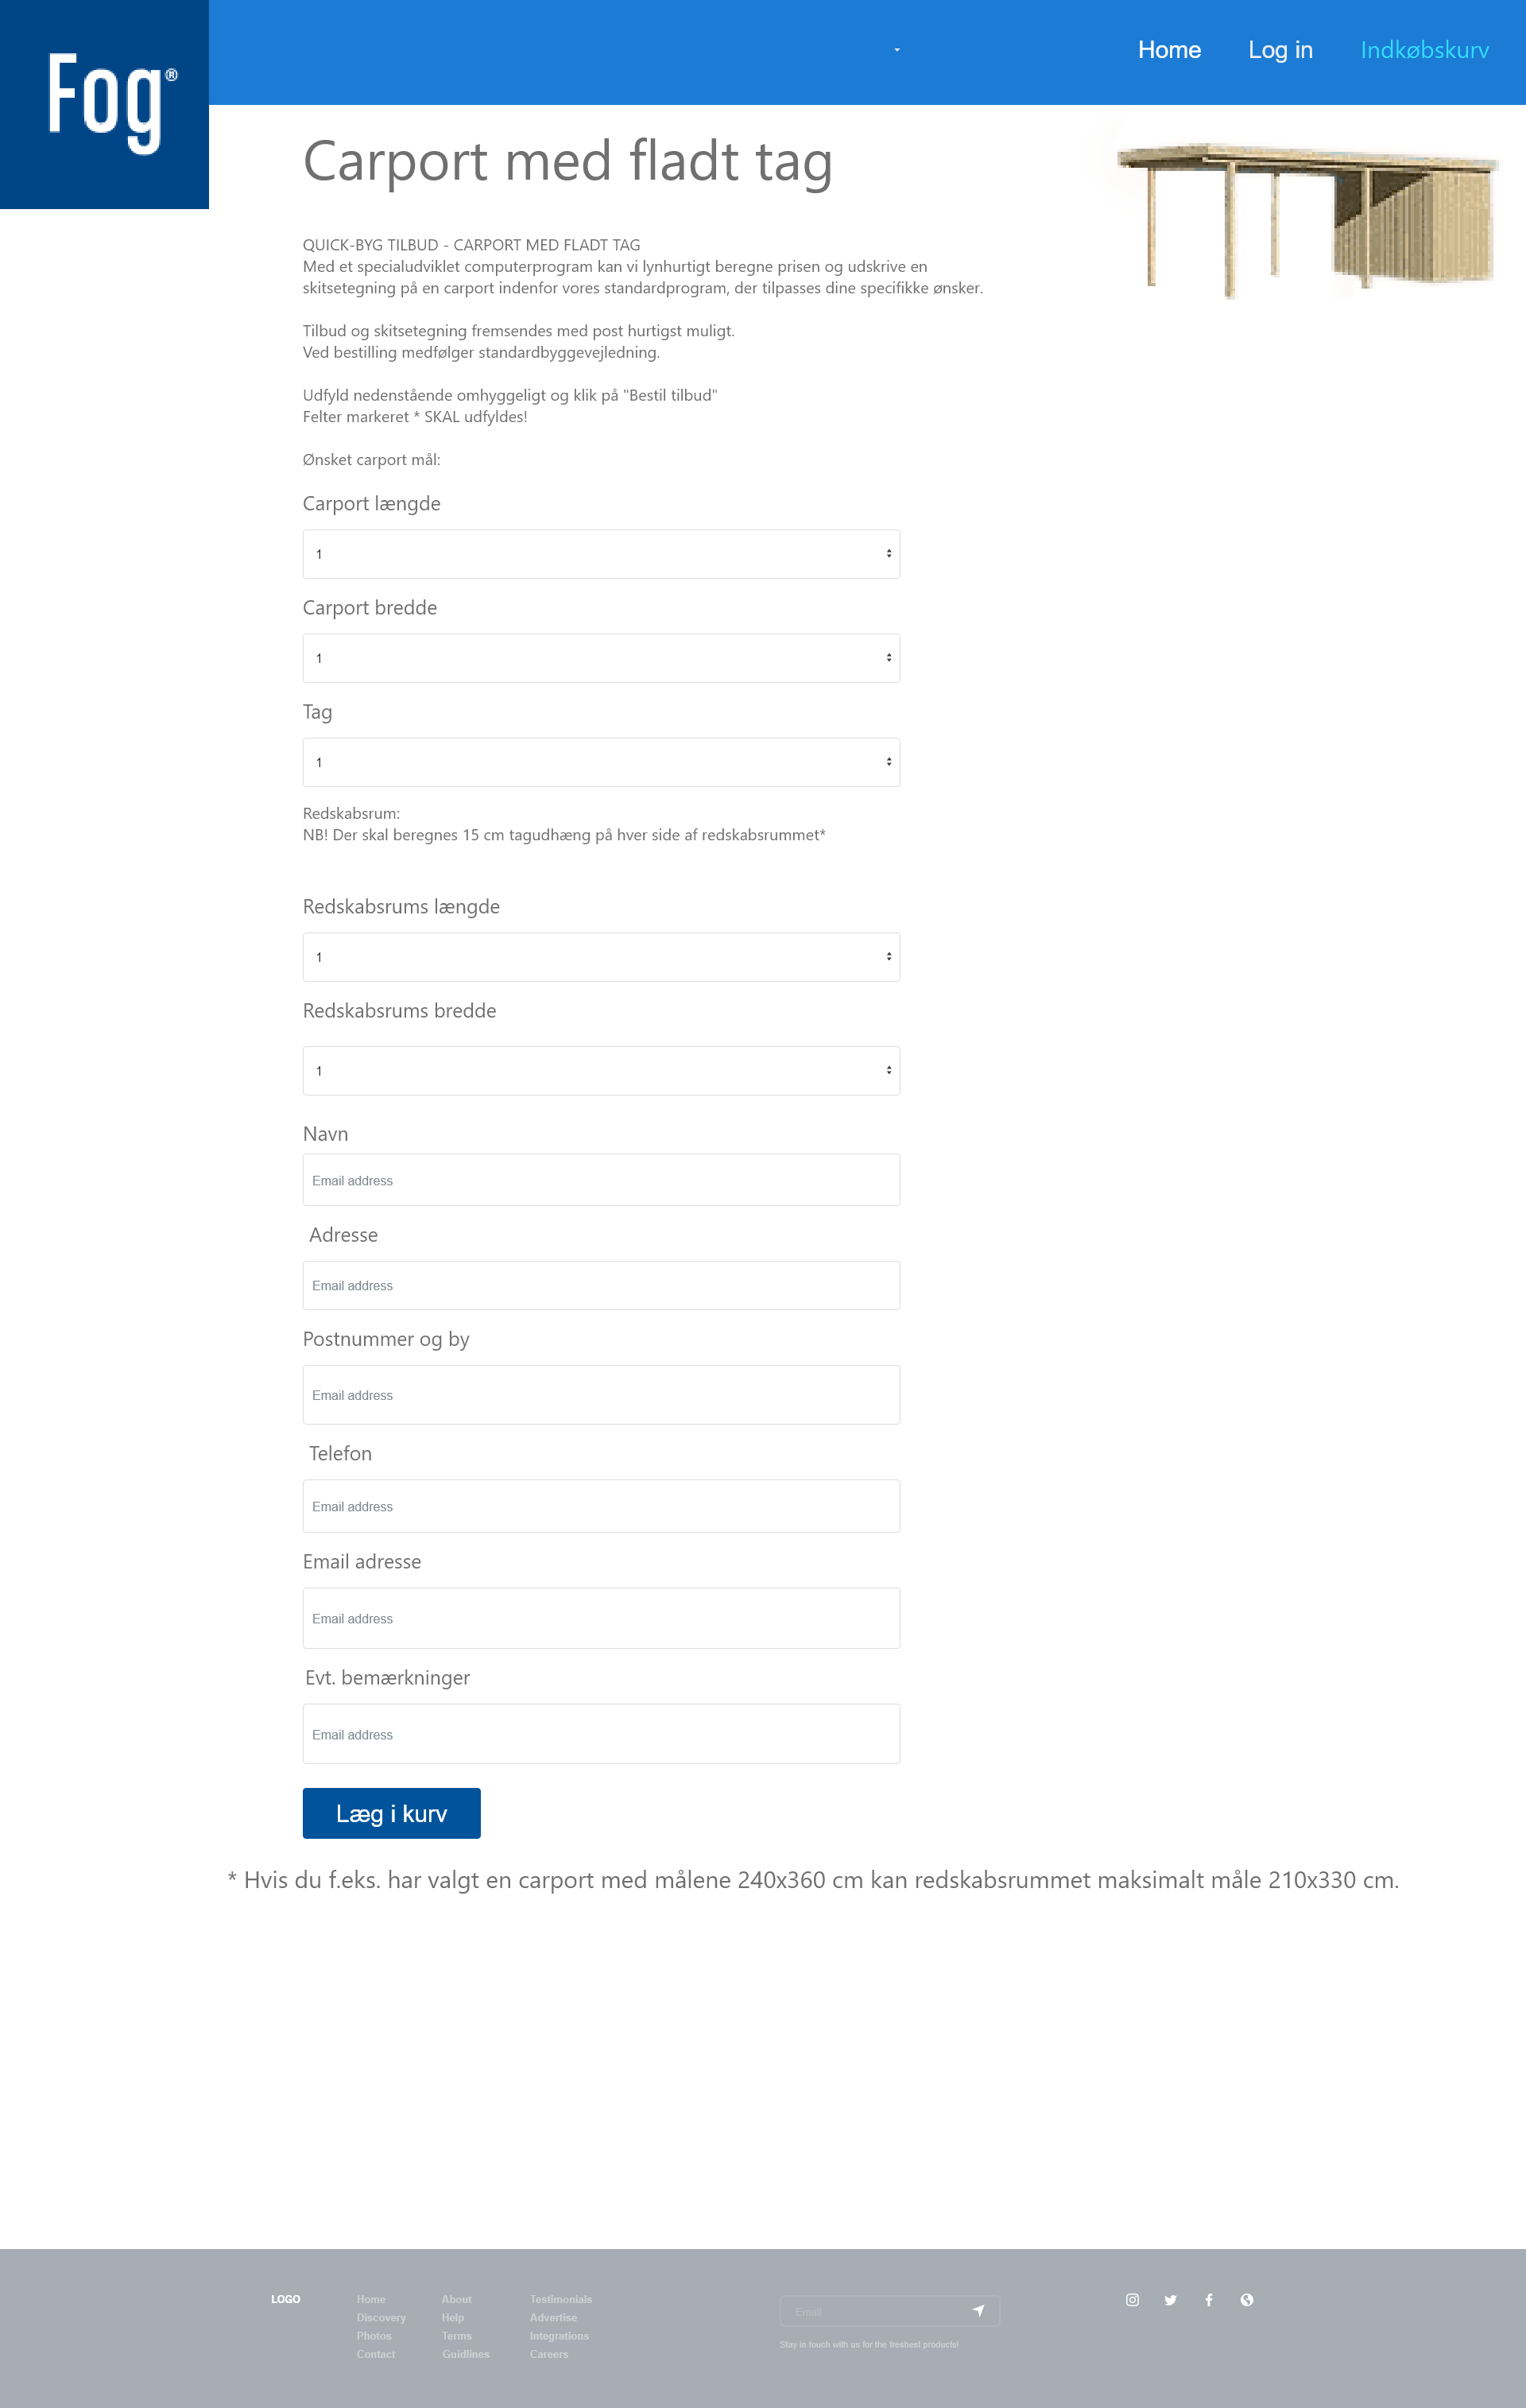 Fog®
Home Log in Indkøbskurv
Carport med fladt tag
QUICK-BYG TILBUD - CARPORT MED FLADT TAG
Med et specialudviklet computerprogram kan vi lynhurtigt beregne prisen og udskrive en
skitsetegning på en carport indenfor vores standardprogram, der tilpasses dine specifikke ønsker.
Tilbud og skitsetegning fremsendes med post hurtigst muligt.
Ved bestilling medfølger standardbyggevejledning.
Udfyld nedenstående omhyggeligt og klik på "Bestil tilbud"
Felter markeret * SKAL udfyldes!
Ønsket carport mål:
Carport længde
1
Carport bredde
1
Tag
1
Redskabsrum:
NB! Der skal beregnes 15 cm tagudhæng på hver side af redskabsrummet*
Redskabsrums længde
1
Redskabsrums bredde
1
Navn
Email address
Adresse
Email address
Postnummer og by
Email address
Telefon
Email address
Email adresse
Email address
Evt. bemærkninger
Email address
Læg i kurv
* Hvis du f.eks. har valgt en carport med målene 240x360 cm kan redskabsrummet maksimalt måle 210x330 cm.
LOGO
Home
Discovery
Photos
Contact
About
Help
Terms
Guidlines
Testimonials
Advertise
Integrations
Careers
Email
Stay in touch with us for the freshest products!